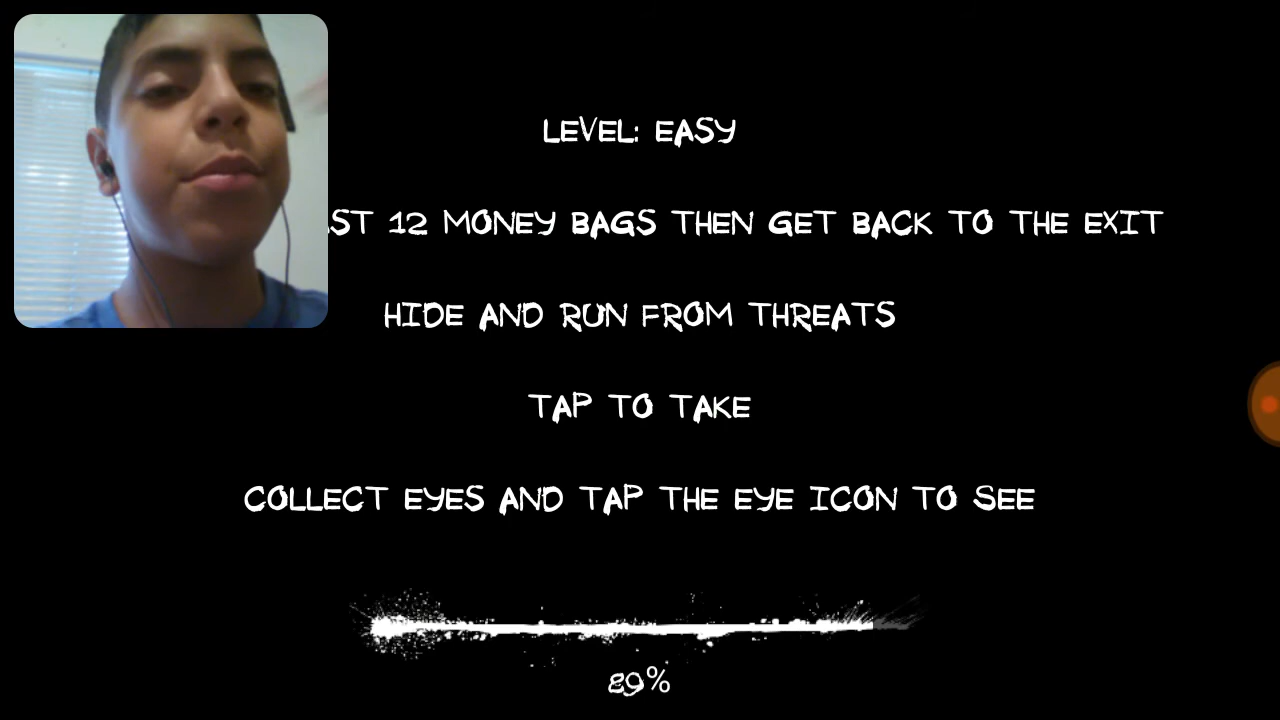 LEVEL: EASY
12 MONEY BAGS THEN GET BACK TO THE EXIT
HIDE AND RUN FROM THREATS
TAP TO TAKE
COLLECT EYES AND TAP THE EYE ICON TO SEE
89%